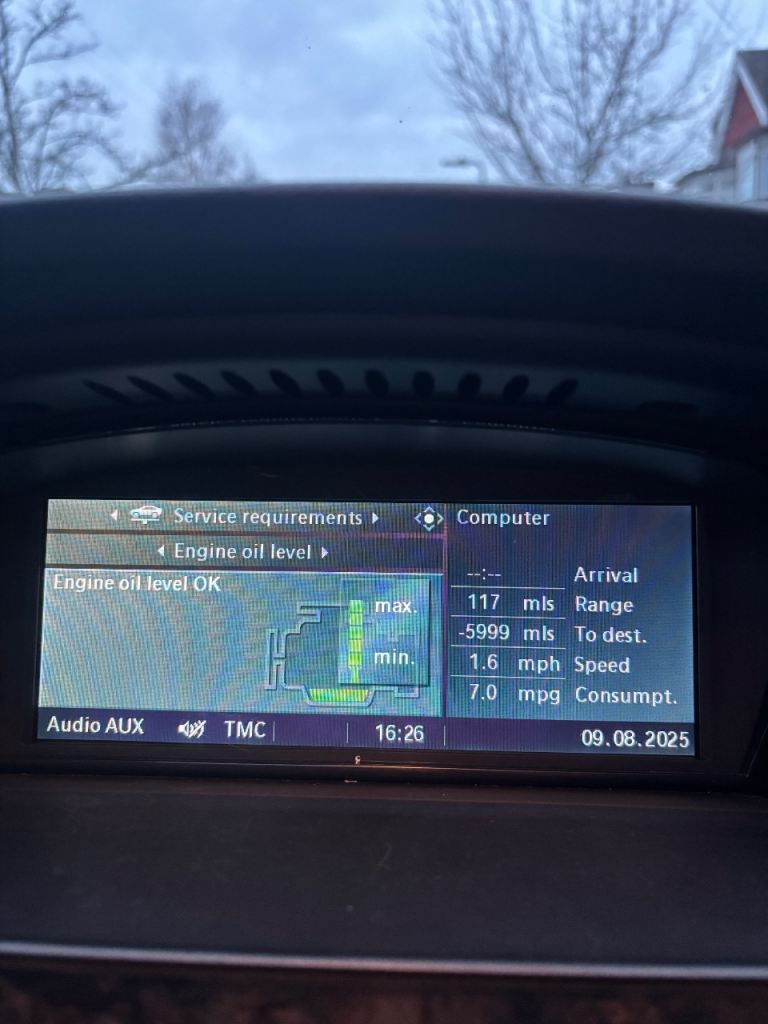 Service requirements
Engine oil level
Engine oil level OK
max.
min.
Computer
--:-- Arrival
117 mls Range
-5999 mls To dest.
1.6 mph Speed
7.0 mpg Consumpt.
Audio AUX TMC 16:26 09.08.2025